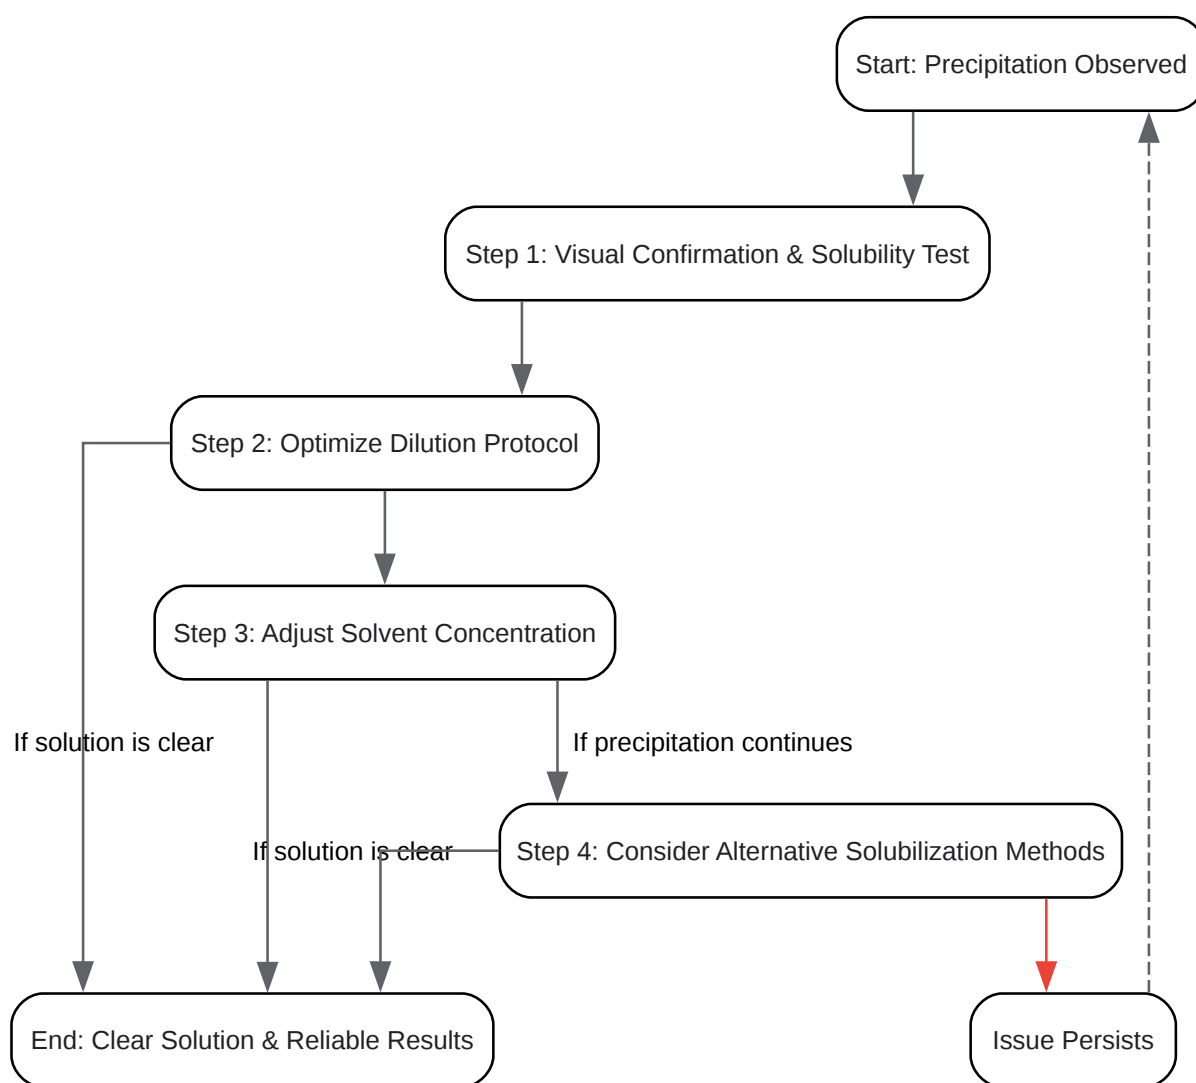 Start: Precipitation Observed
Step 1: Visual Confirmation & Solubility Test
Step 2: Optimize Dilution Protocol
Step 3: Adjust Solvent Concentration
If solution is clear
If precipitation continues
If solution is clear
Step 4: Consider Alternative Solubilization Methods
End: Clear Solution & Reliable Results
Issue Persists